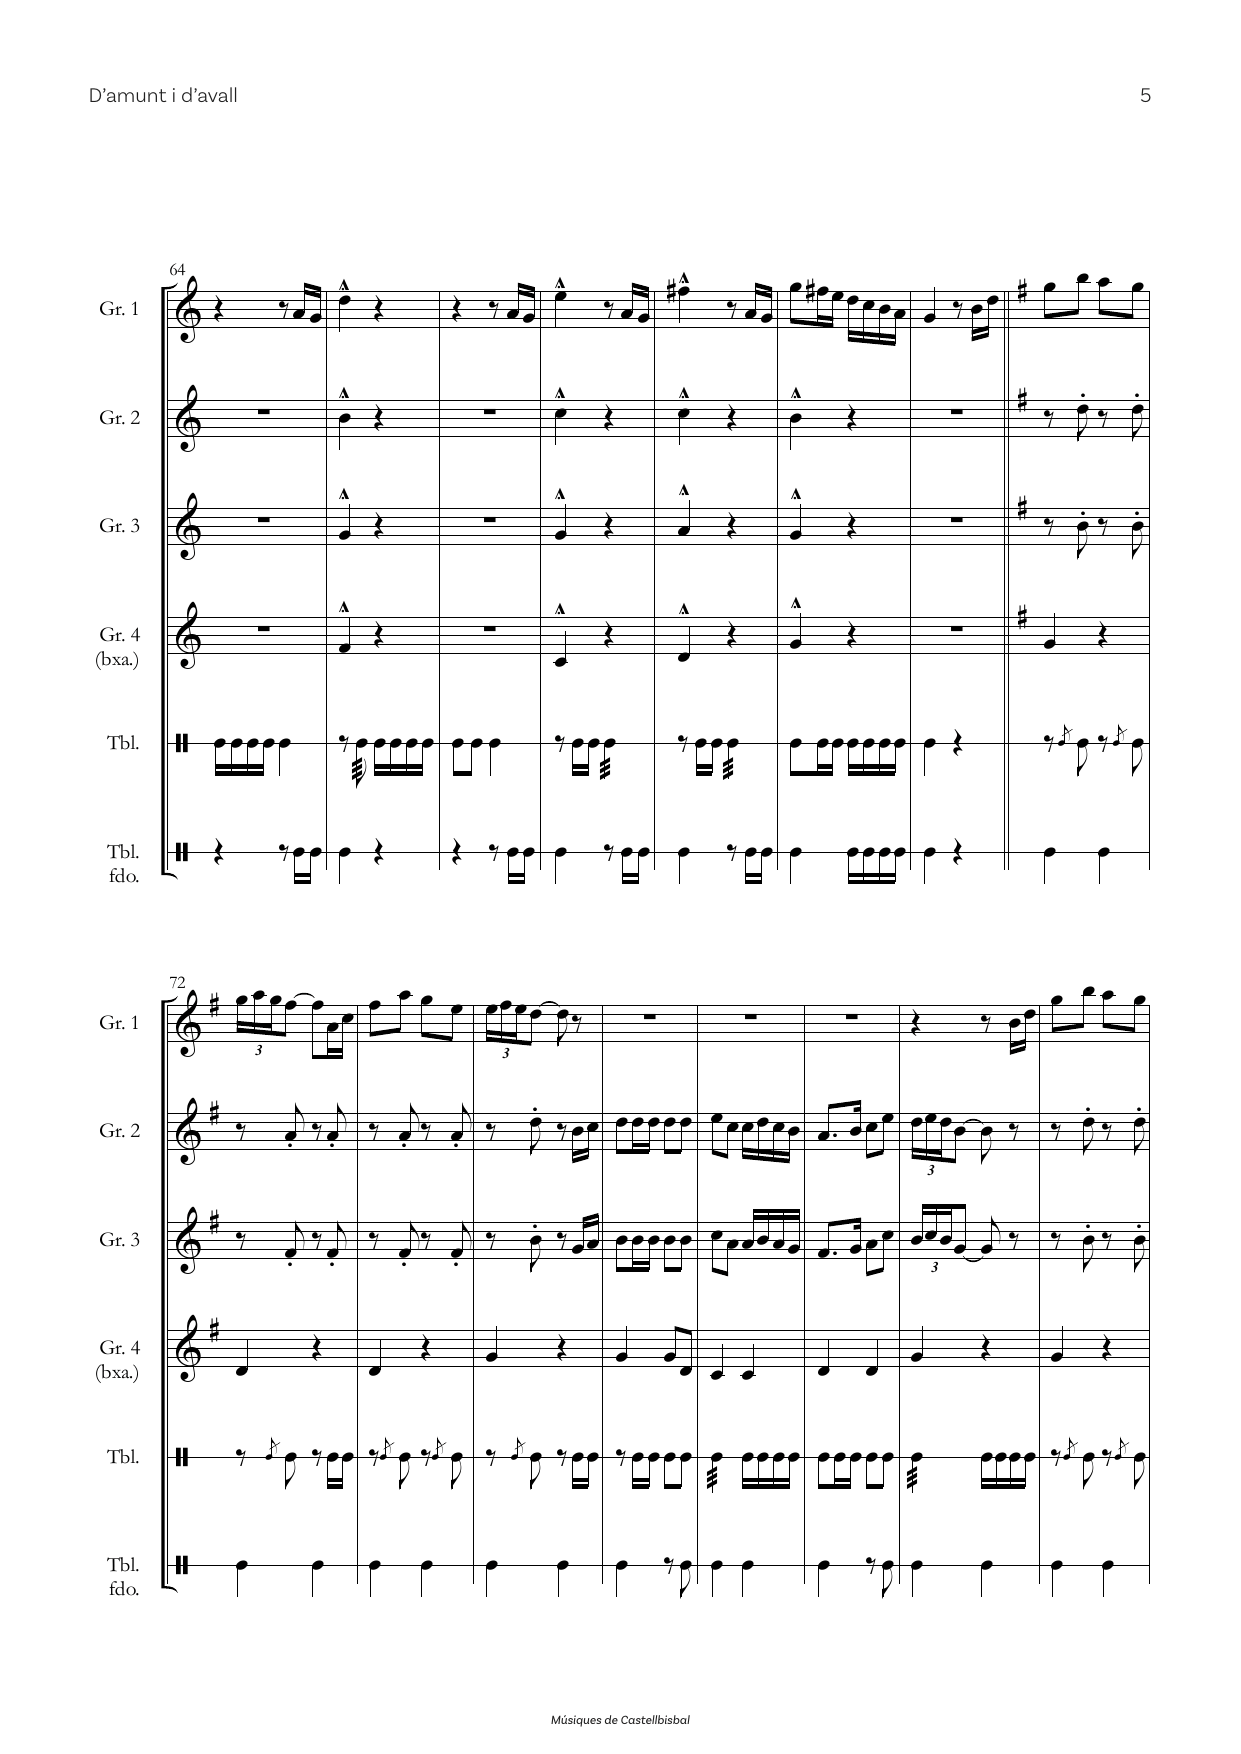 D’amunt i d’avall 5
64
Gr. 1
Gr. 2
Gr. 3
Gr. 4
(bxa.)
Tbl.
Tbl.
fdo.
72
Gr. 1
3 3
Gr. 2
3
Gr. 3
3
Gr. 4
(bxa.)
Tbl.
Tbl.
fdo.
Músiques de Castellbisbal